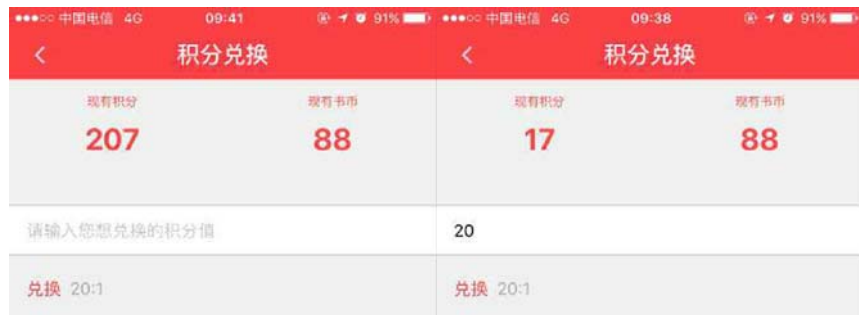 中国电信 4G 09:41 91%
积分兑换
现有积分 现有书币
207 88
请输入您想兑换的积分值
兑换 20:1
中国电信 4G 09:38 91%
积分兑换
现有积分 现有书币
17 88
20
兑换 20:1